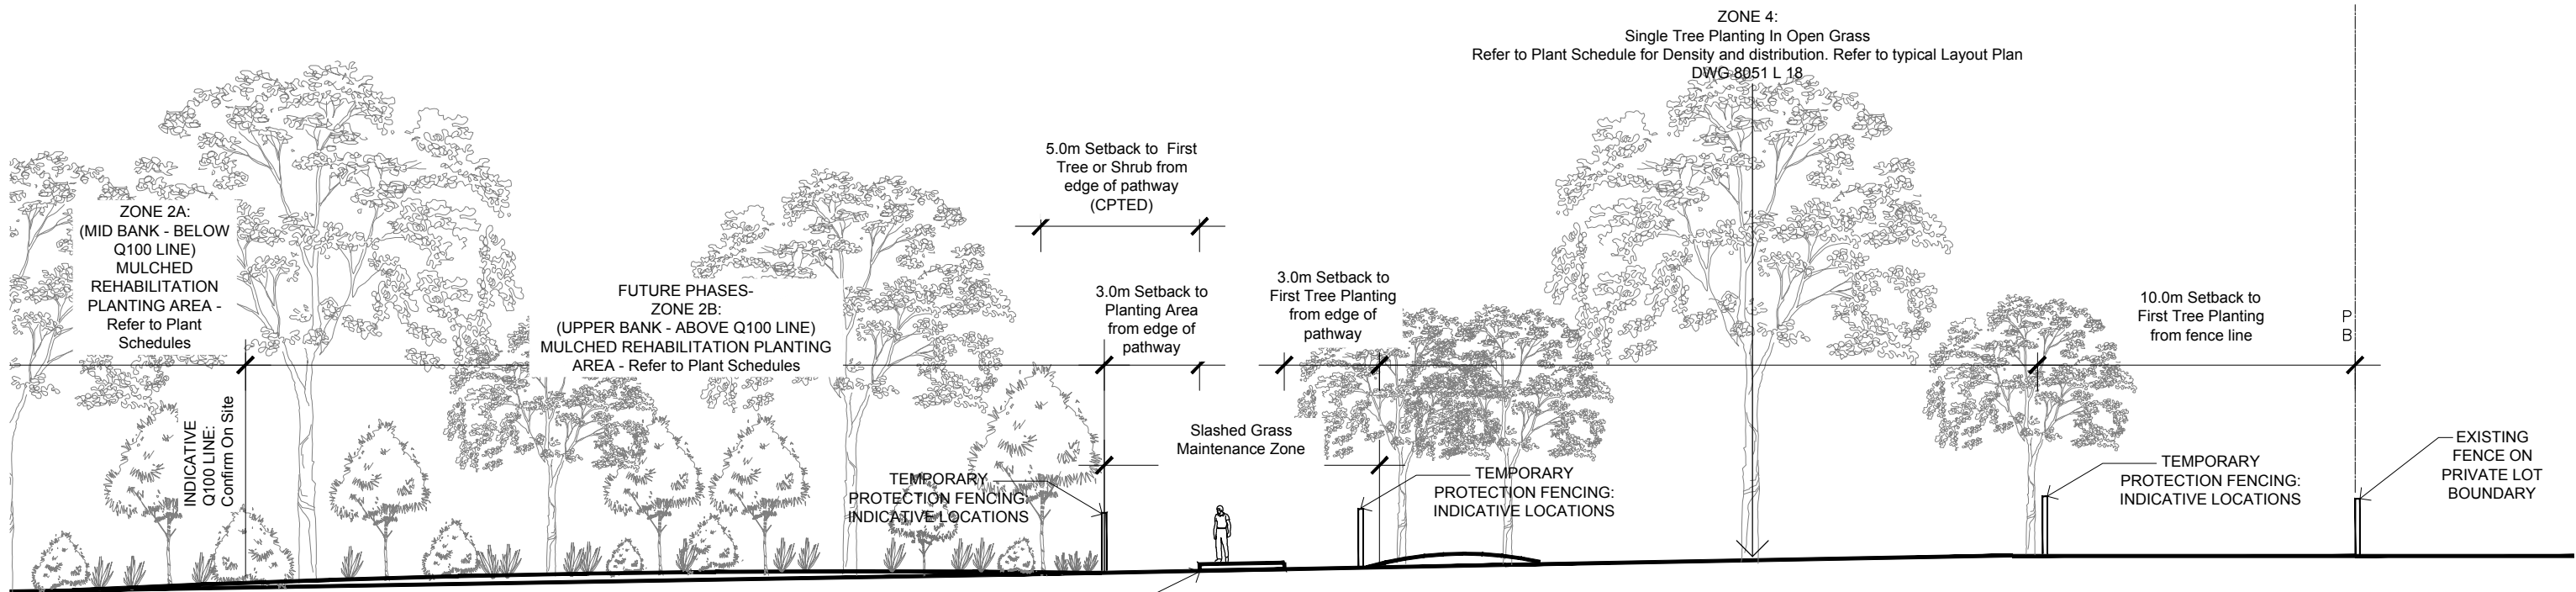 ZONE 4:
Single Tree Planting In Open Grass
Refer to Plant Schedule for Density and distribution. Refer to typical Layout Plan
DWG 8051 L 18
5.0m Setback to First
Tree or Shrub from
edge of pathway
(CPTED)
ZONE 2A:
(MID BANK - BELOW
Q100 LINE)
MULCHED
REHABILITATION
PLANTING AREA -
Refer to Plant
Schedules
FUTURE PHASES-
ZONE 2B:
(UPPER BANK - ABOVE Q100 LINE)
MULCHED REHABILITATION PLANTING
AREA - Refer to Plant Schedules
3.0m Setback to
Planting Area
from edge of
pathway
3.0m Setback to
First Tree Planting
from edge of
pathway
10.0m Setback to
First Tree Planting
from fence line
P
B
INDICATIVE
Q100 LINE:
Confirm On Site
Slashed Grass
Maintenance Zone
TEMPORARY
PROTECTION FENCING:
INDICATIVE LOCATIONS
TEMPORARY
PROTECTION FENCING:
INDICATIVE LOCATIONS
TEMPORARY
PROTECTION FENCING:
INDICATIVE LOCATIONS
EXISTING
FENCE ON
PRIVATE LOT
BOUNDARY